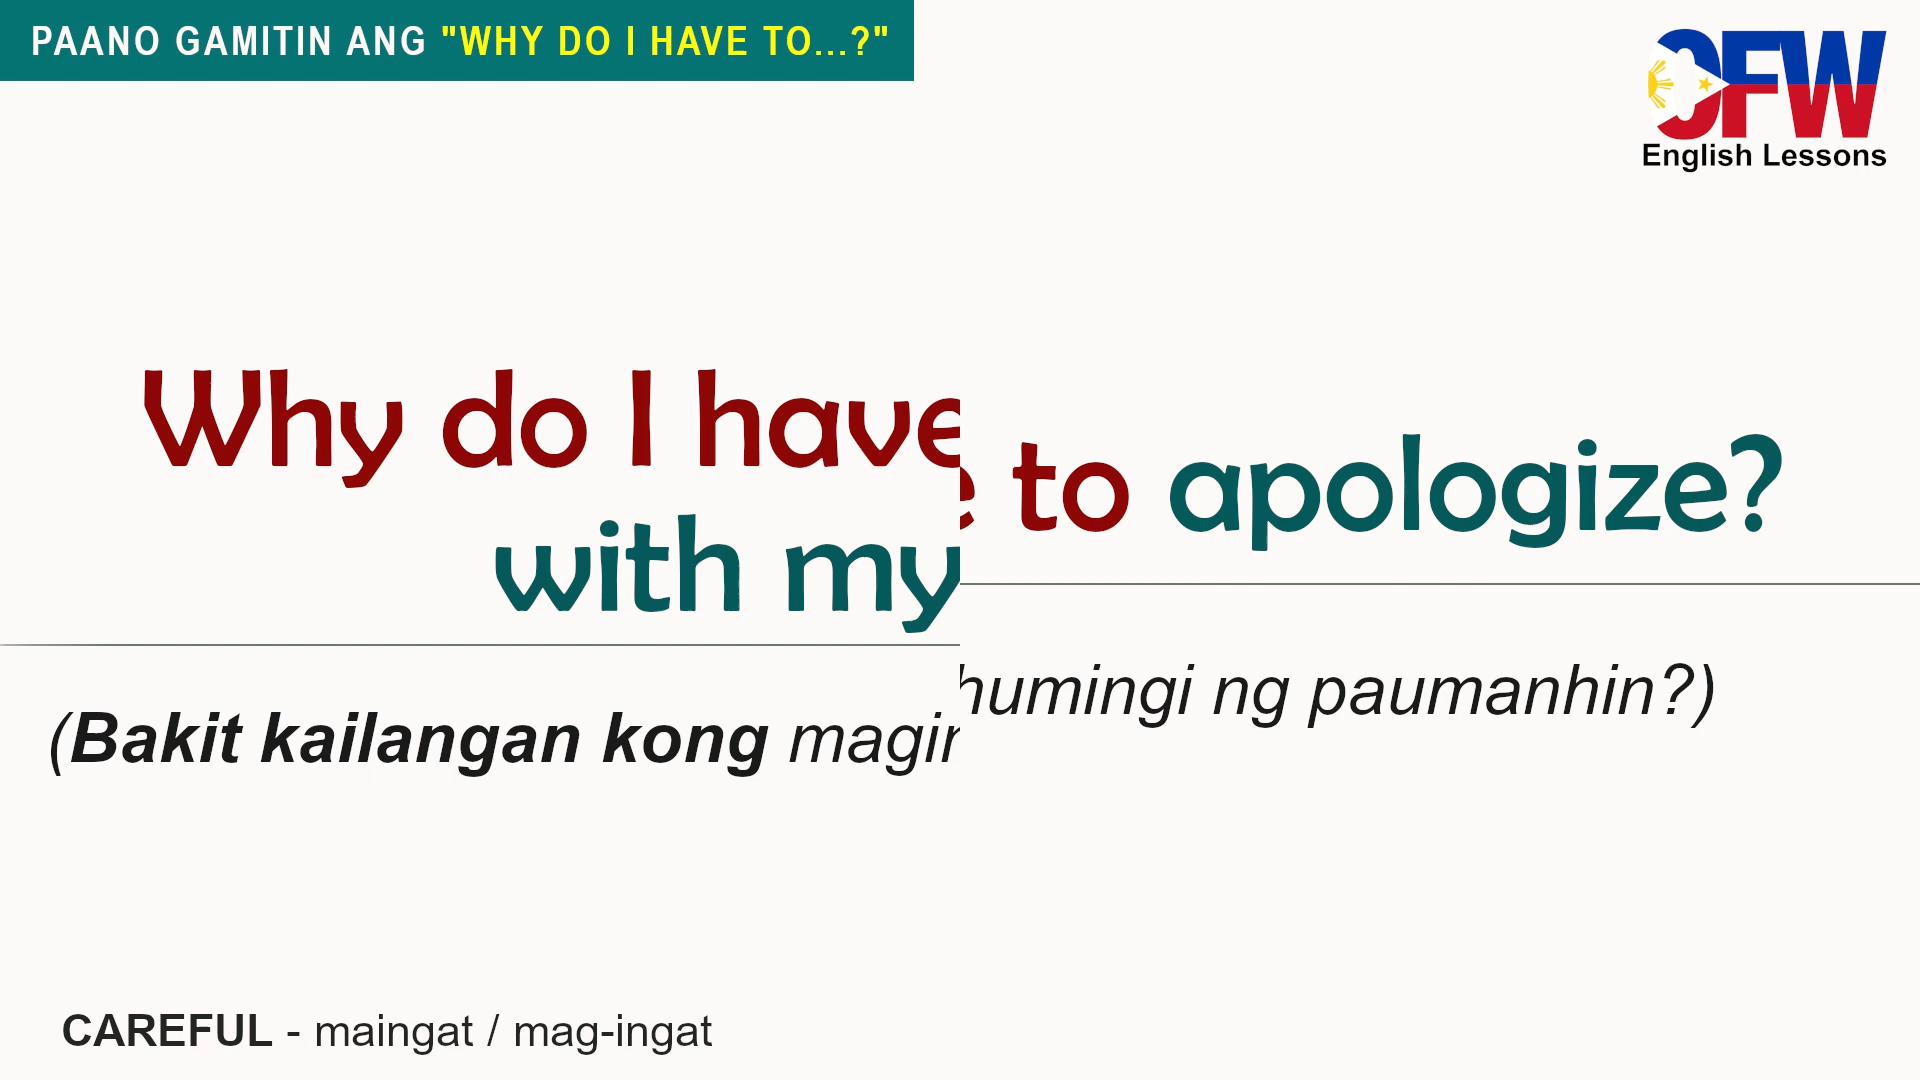 PAANO GAMITIN ANG "WHY DO I HAVE TO...?"
OFW
English Lessons
Why do I have
with my
(Bakit kailangan kong
to apologize?
humingi ng paumanhin?)
CAREFUL - maingat / mag-ingat